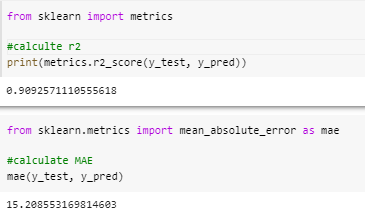 from sklearn import metrics
#calculte r2
print(metrics.r2_score(y_test, y_pred))
0.9092571110555618
from sklearn.metrics import mean_absolute_error as mae
#calculate MAE
mae(y_test, y_pred)
15.208553169814603